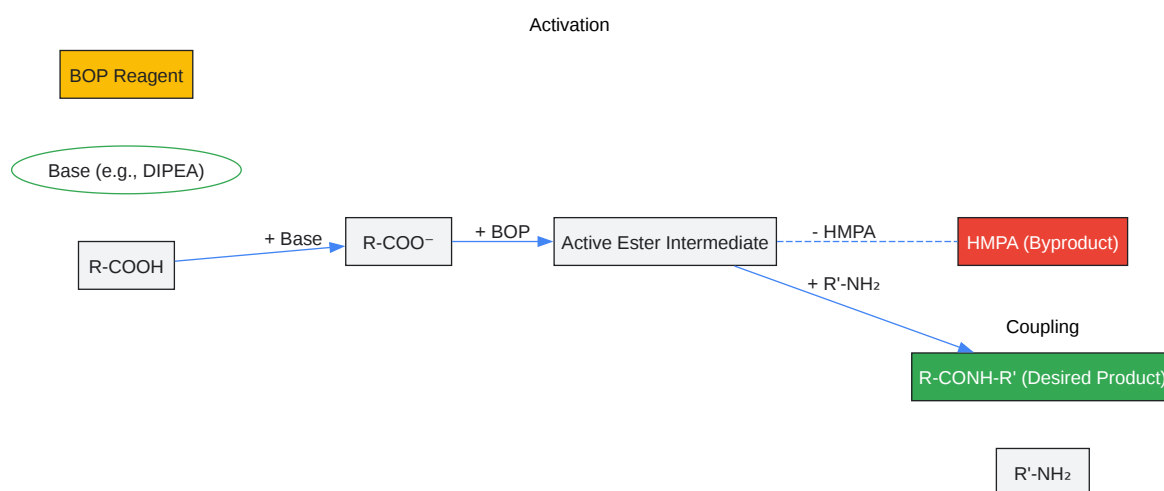 Activation
BOP Reagent
Base (e.g., DIPEA)
R-COOH
+ Base
R-COO⁻
+ BOP
Active Ester Intermediate
- HMPA
HMPA (Byproduct)
+ R'-NH₂
Coupling
R-CONH-R' (Desired Product)
R'-NH₂